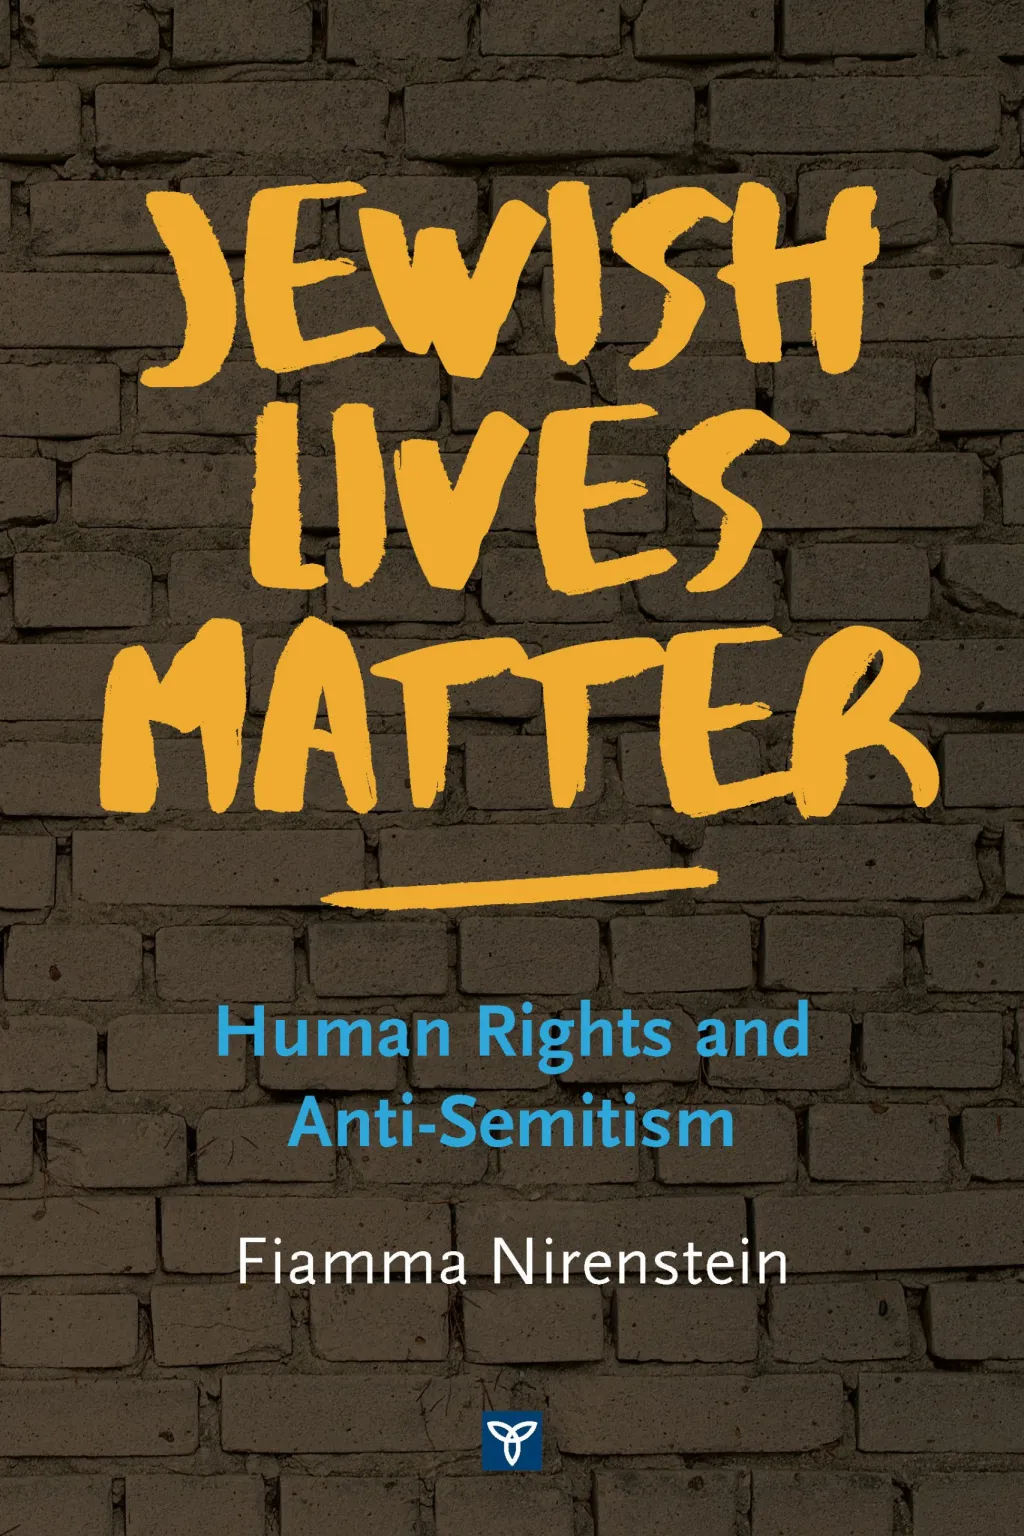 JEWISH
LIVES
MATTER
Human Rights and
Anti-Semitism
Fiamma Nirenstein